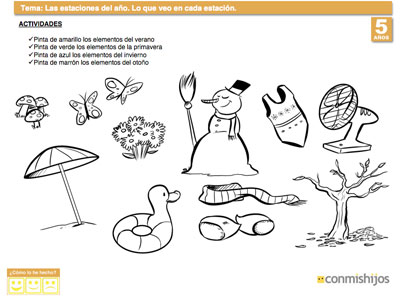 Tema: Las estaciones del año. Lo que veo en cada estación.
5
AÑOS
ACTIVIDADES
✓Pinta de amarillo los elementos del verano
✓Pinta de verde los elementos de la primavera
✓Pinta de azul los elementos del invierno
✓Pinta de marrón los elementos del otoño
¿Cómo lo he hecho?
conmishijos